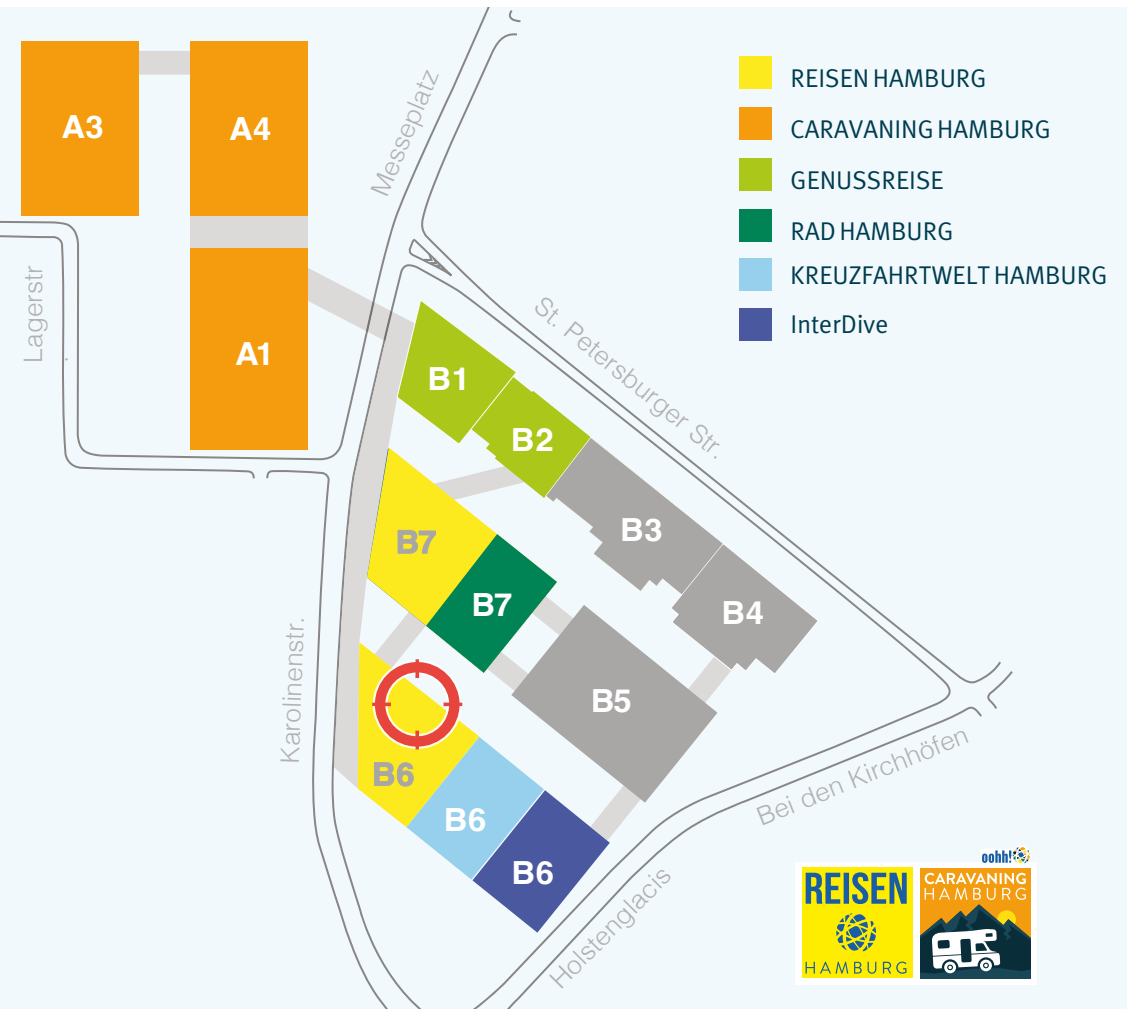 A3
A4
A1
Messeplatz
Lagerstr
REISEN HAMBURG
CARAVANING HAMBURG
GENUSSREISE
RAD HAMBURG
KREUZFAHRTWELT HAMBURG
InterDive
St. Petersburger Str.
B1
B2
B3
B4
B7
B7
B5
Karolinenstr.
B6
B6
B6
Bei den Kirchhöfen
Holstenglacis
oohh!
REISEN
HAMBURG
CARAVANING
HAMBURG